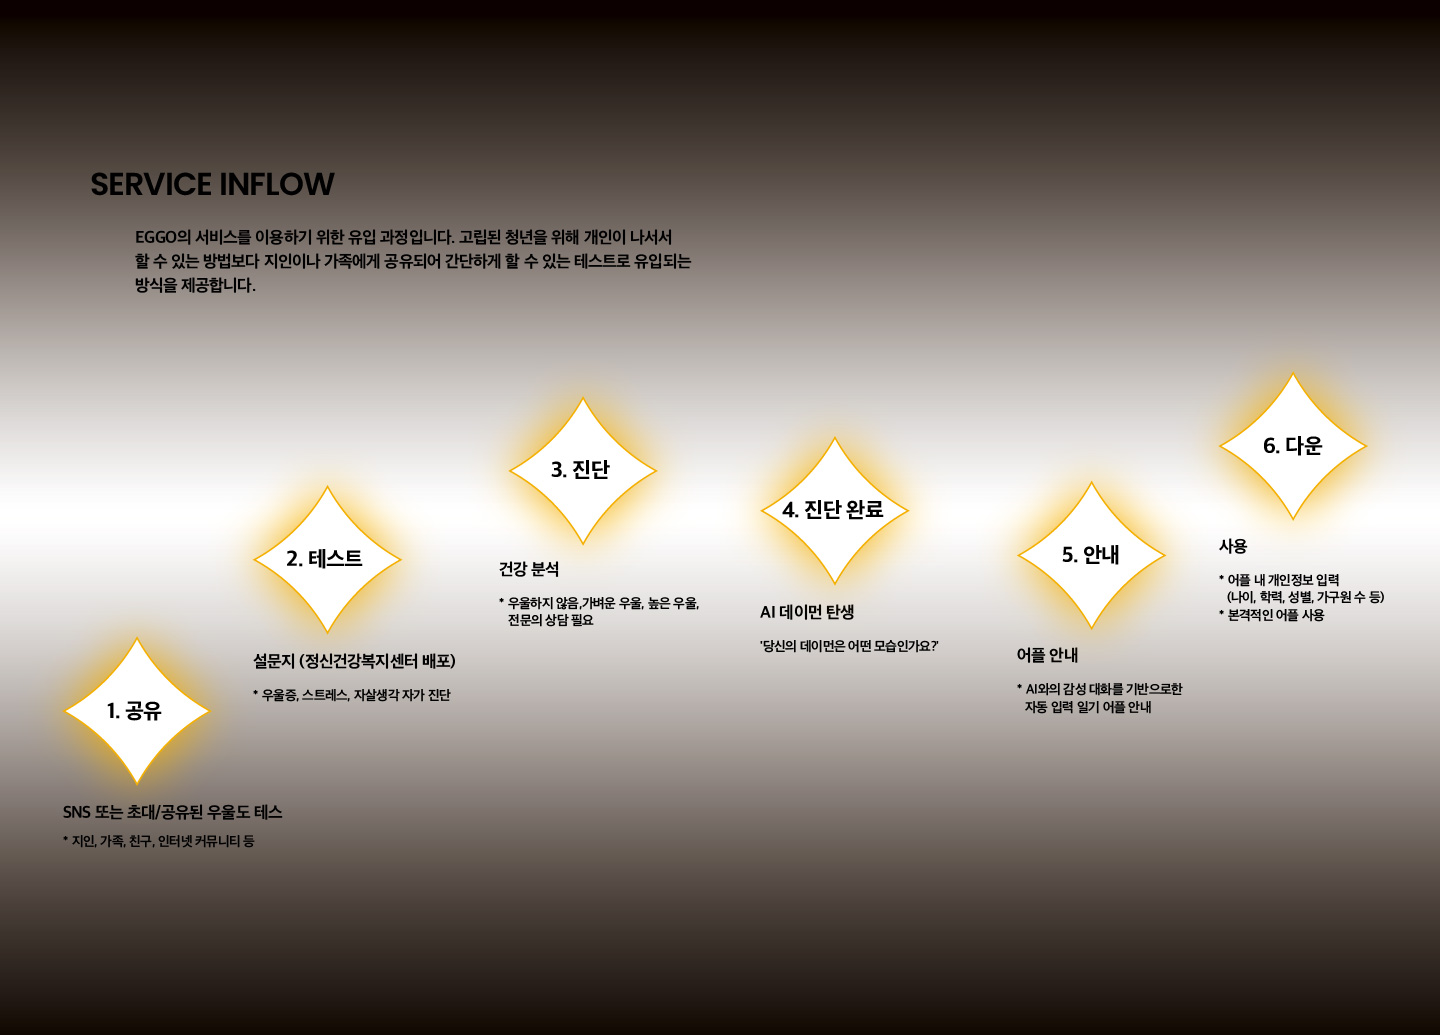 SERVICE INFLOW
EGGO의 서비스를 이용하기 위한 유입 과정입니다. 고립된 청년을 위해 개인이 나서서
할 수 있는 방법보다 지인이나 가족에게 공유되어 간단하게 할 수 있는 테스트로 유입되는
방식을 제공합니다.
1. 공유
SNS 또는 초대/공유된 우울도 테스
* 지인, 가족, 친구, 인터넷 커뮤니티 등
2. 테스트
설문지 (정신건강복지센터 배포)
* 우울증, 스트레스, 자살생각 자가 진단
3. 진단
건강 분석
* 우울하지 않음,가벼운 우울, 높은 우울,
전문의 상담 필요
4. 진단 완료
AI 데이먼 탄생
'당신의 데이먼은 어떤 모습인가요?'
5. 안내
어플 안내
* AI와의 감성 대화를 기반으로한
자동 입력 일기 어플 안내
6. 다운
사용
* 어플 내 개인정보 입력
(나이, 학력, 성별, 가구원 수 등)
* 본격적인 어플 사용